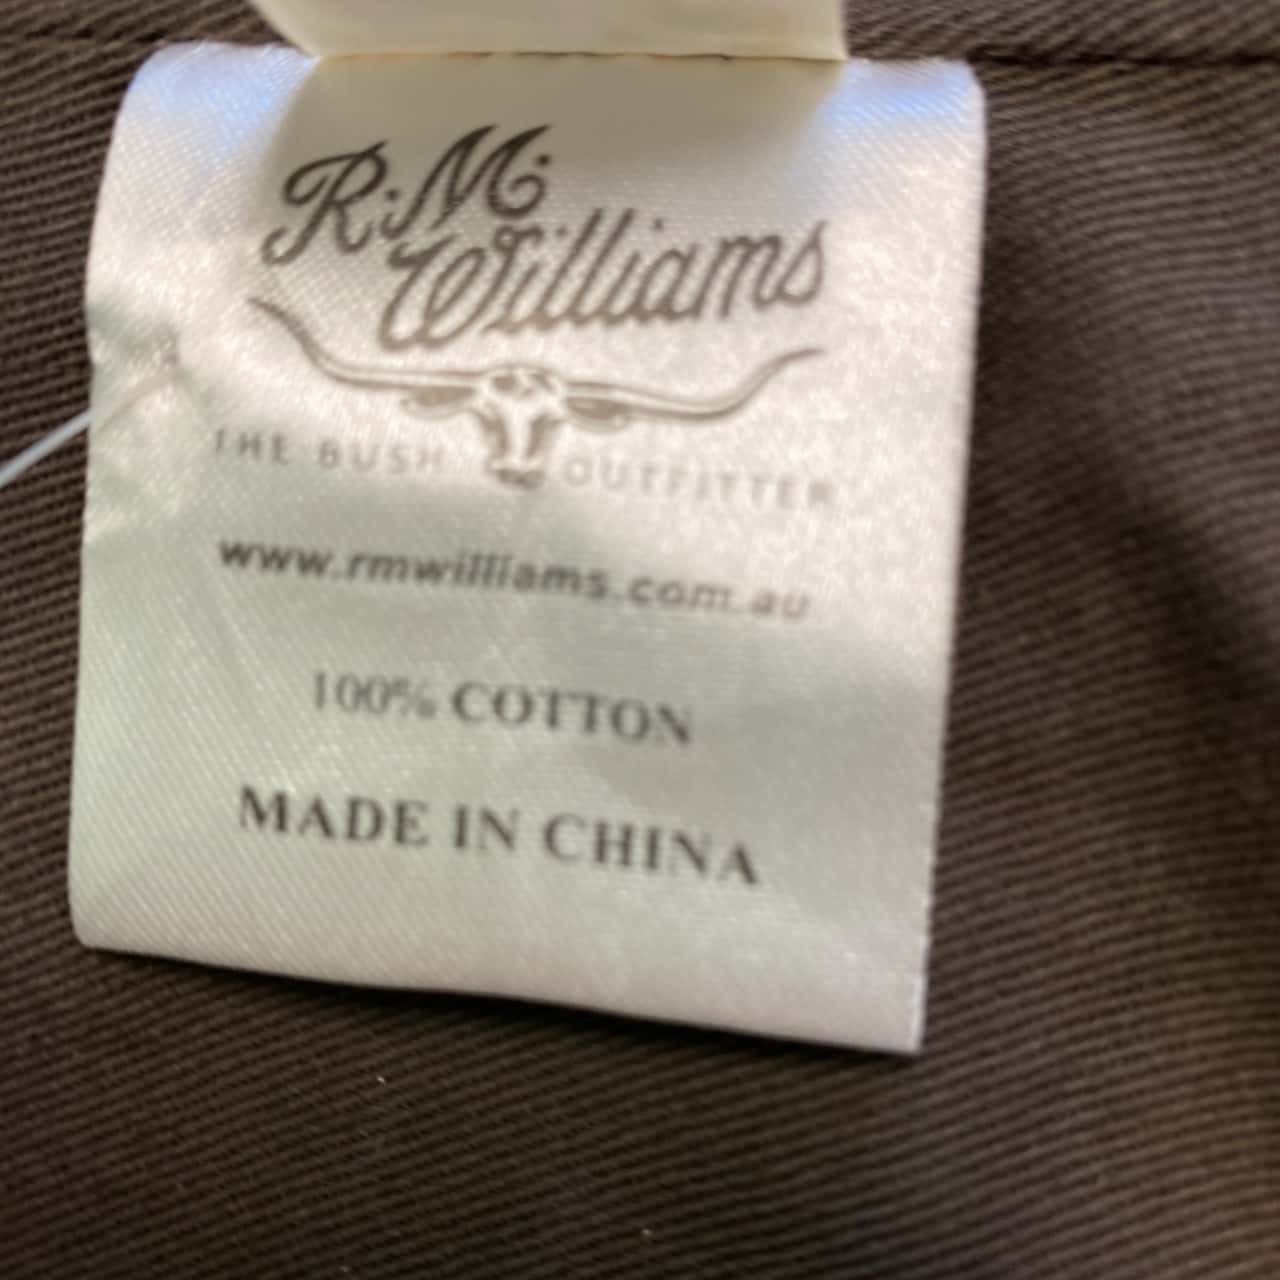 R.M.
Williams
THE BUSH OUTFITTER
www.rmwilliams.com.au
100% COTTON
MADE IN CHINA